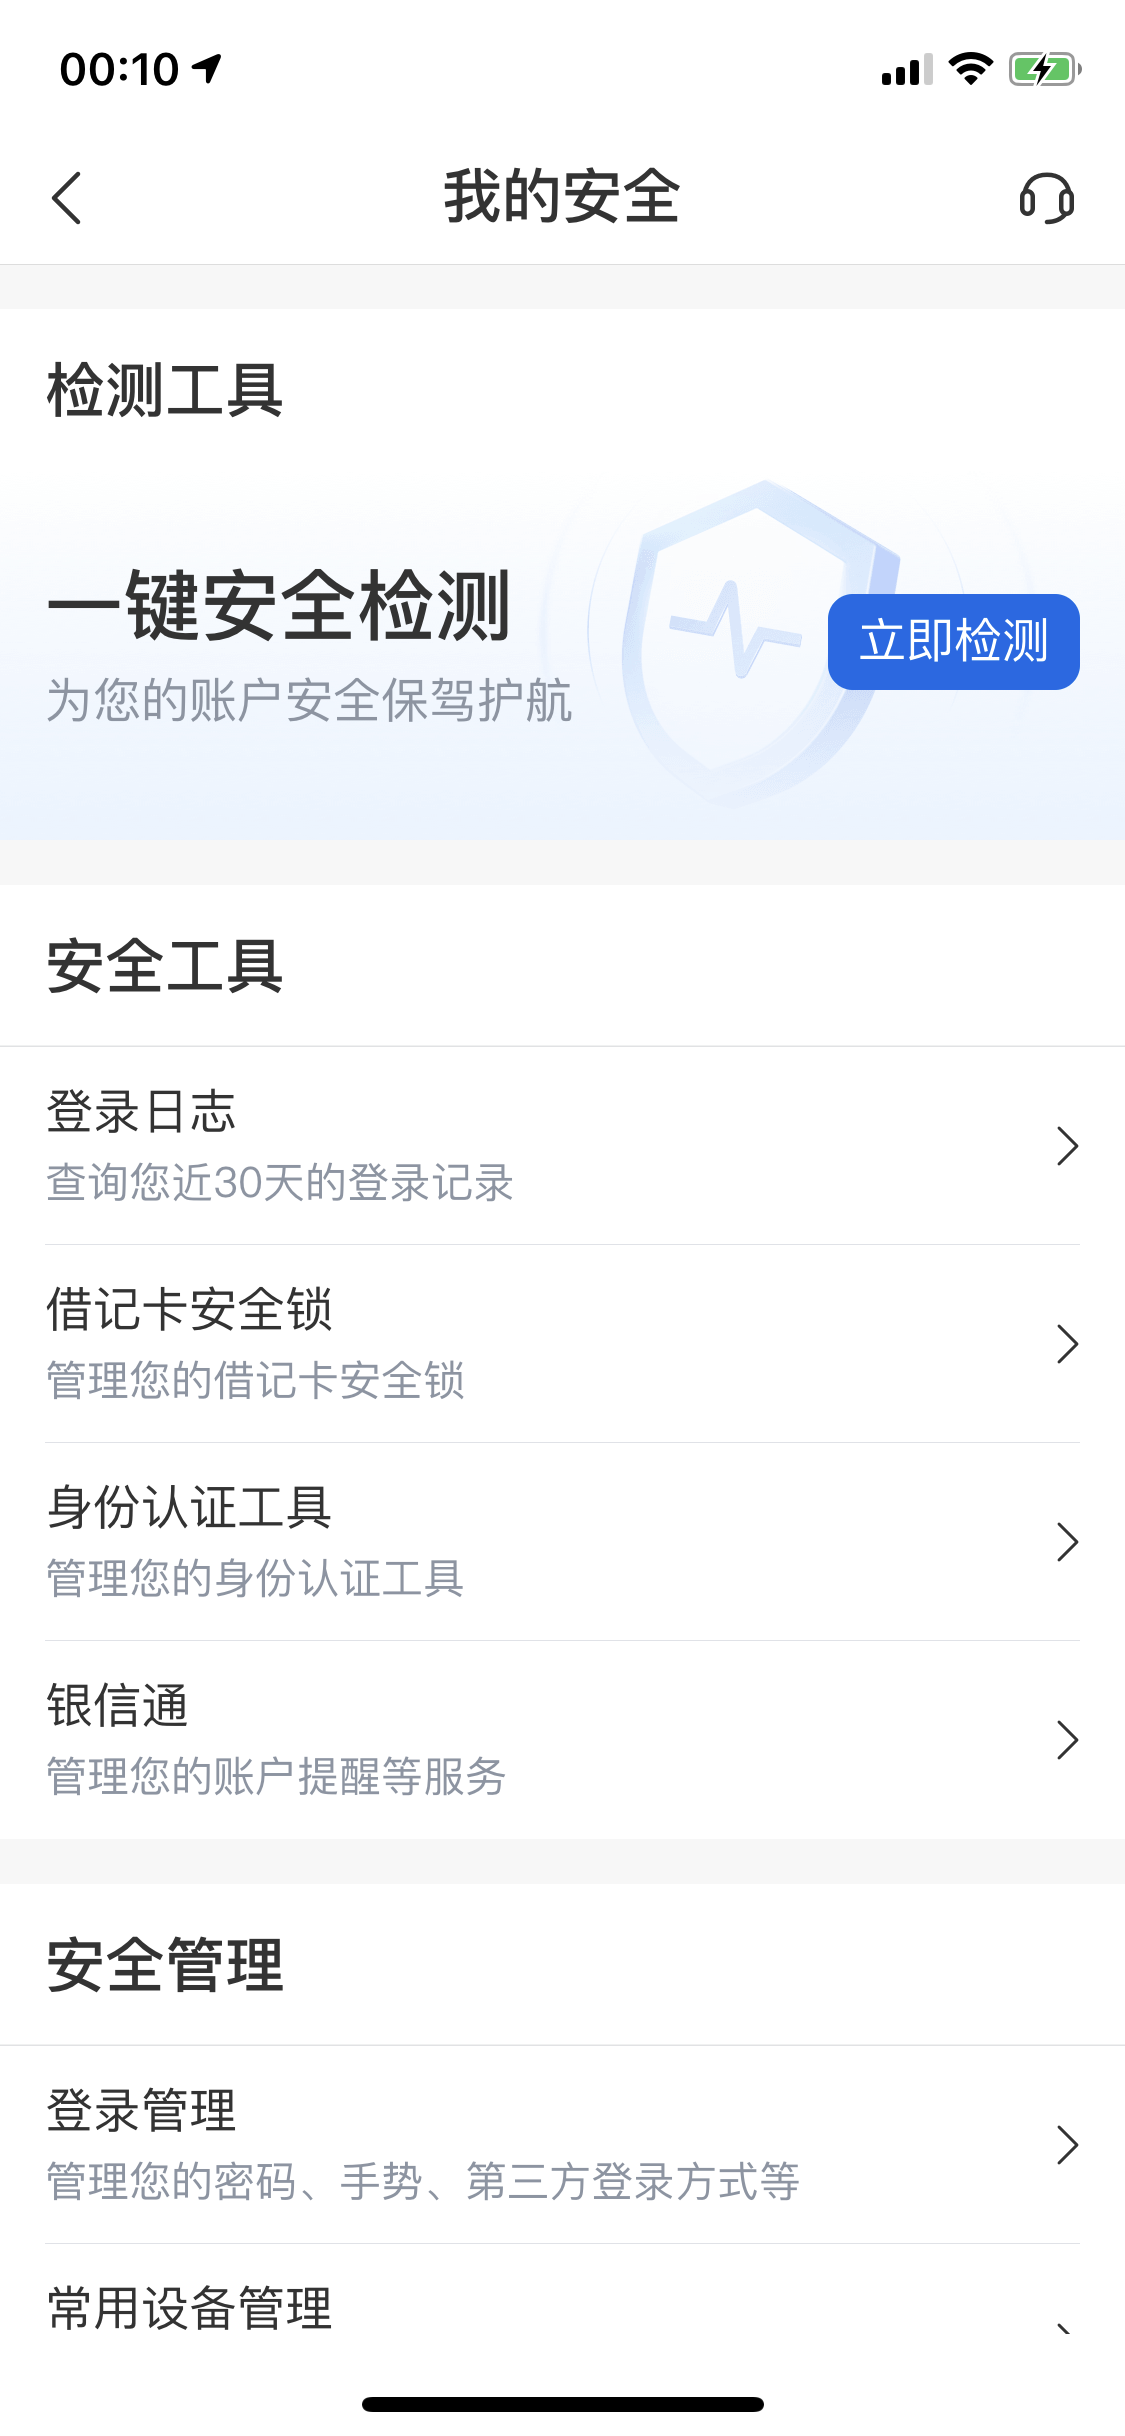 00:10
我的安全
检测工具
一键安全检测
为您的账户安全保驾护航
立即检测
安全工具
登录日志
查询您近30天的登录记录
借记卡安全锁
管理您的借记卡安全锁
身份认证工具
管理您的身份认证工具
银信通
管理您的账户提醒等服务
安全管理
登录管理
管理您的密码、手势、第三方登录方式等
常用设备管理